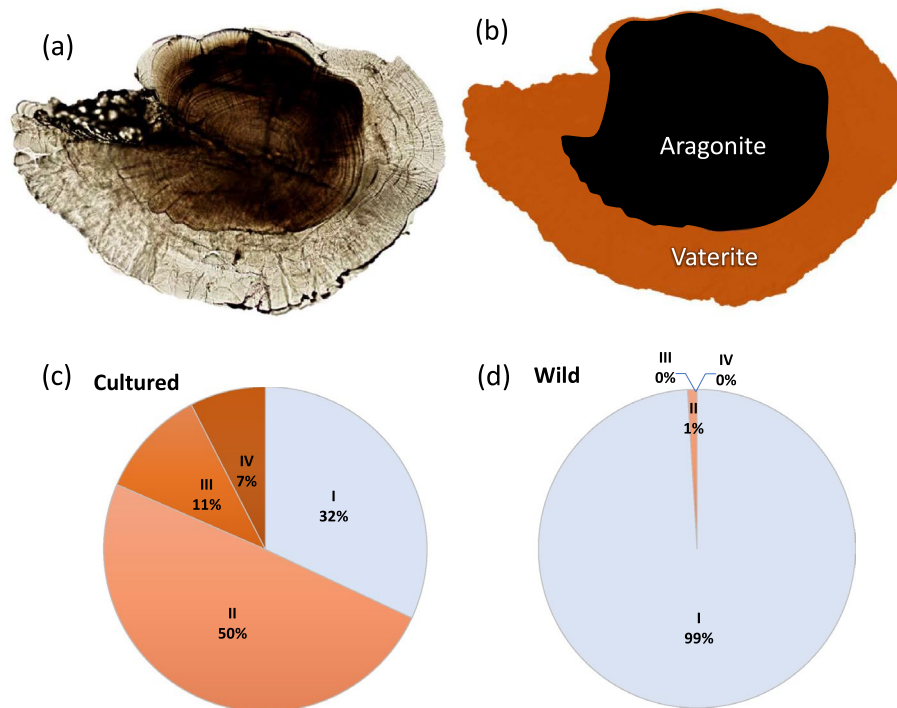 (a)
(b)
Aragonite
Vaterite
(c) Cultured
IV
7%
III
11%
I
32%
II
50%
(d) Wild
III
0%
IV
0%
II
1%
I
99%